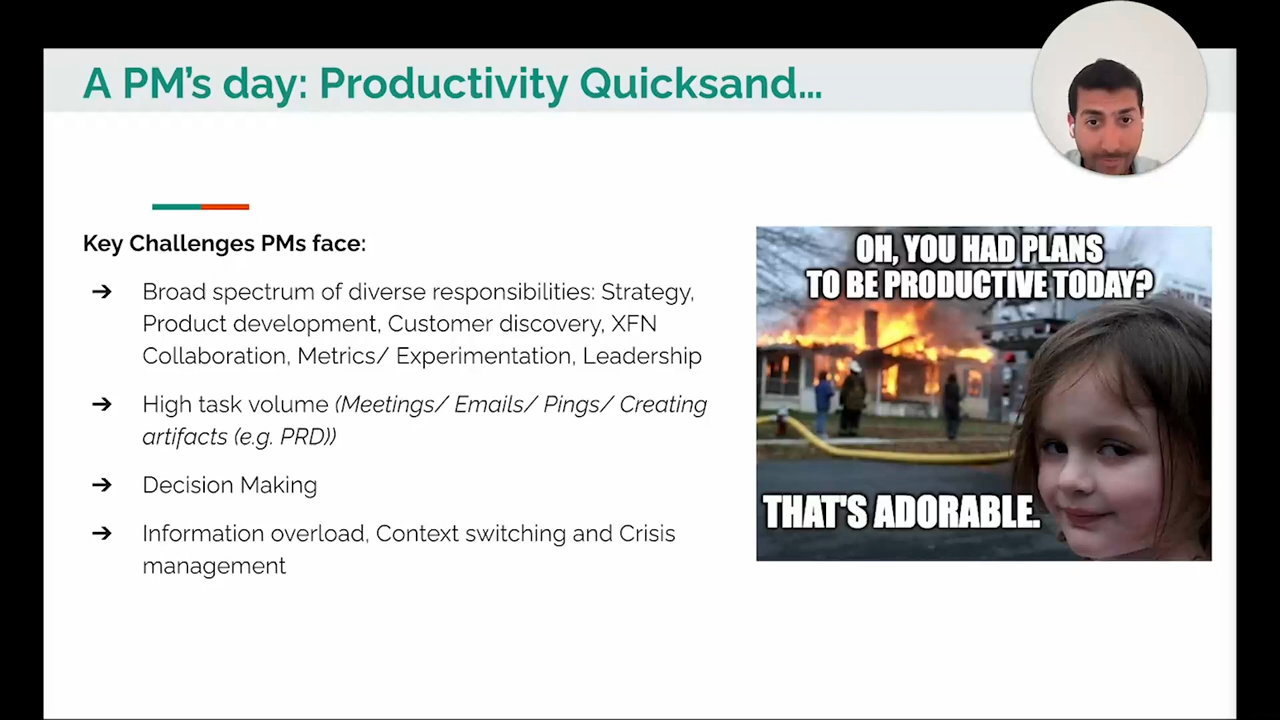 A PM’s day: Productivity Quicksand…
Key Challenges PMs face:
➔ Broad spectrum of diverse responsibilities: Strategy,
Product development, Customer discovery, XFN
Collaboration, Metrics/ Experimentation, Leadership
➔ High task volume (Meetings/ Emails/ Pings/ Creating
artifacts (e.g. PRD))
➔ Decision Making
➔ Information overload, Context switching and Crisis
management
OH, YOU HAD PLANS
TO BE PRODUCTIVE TODAY?
THAT'S ADORABLE.